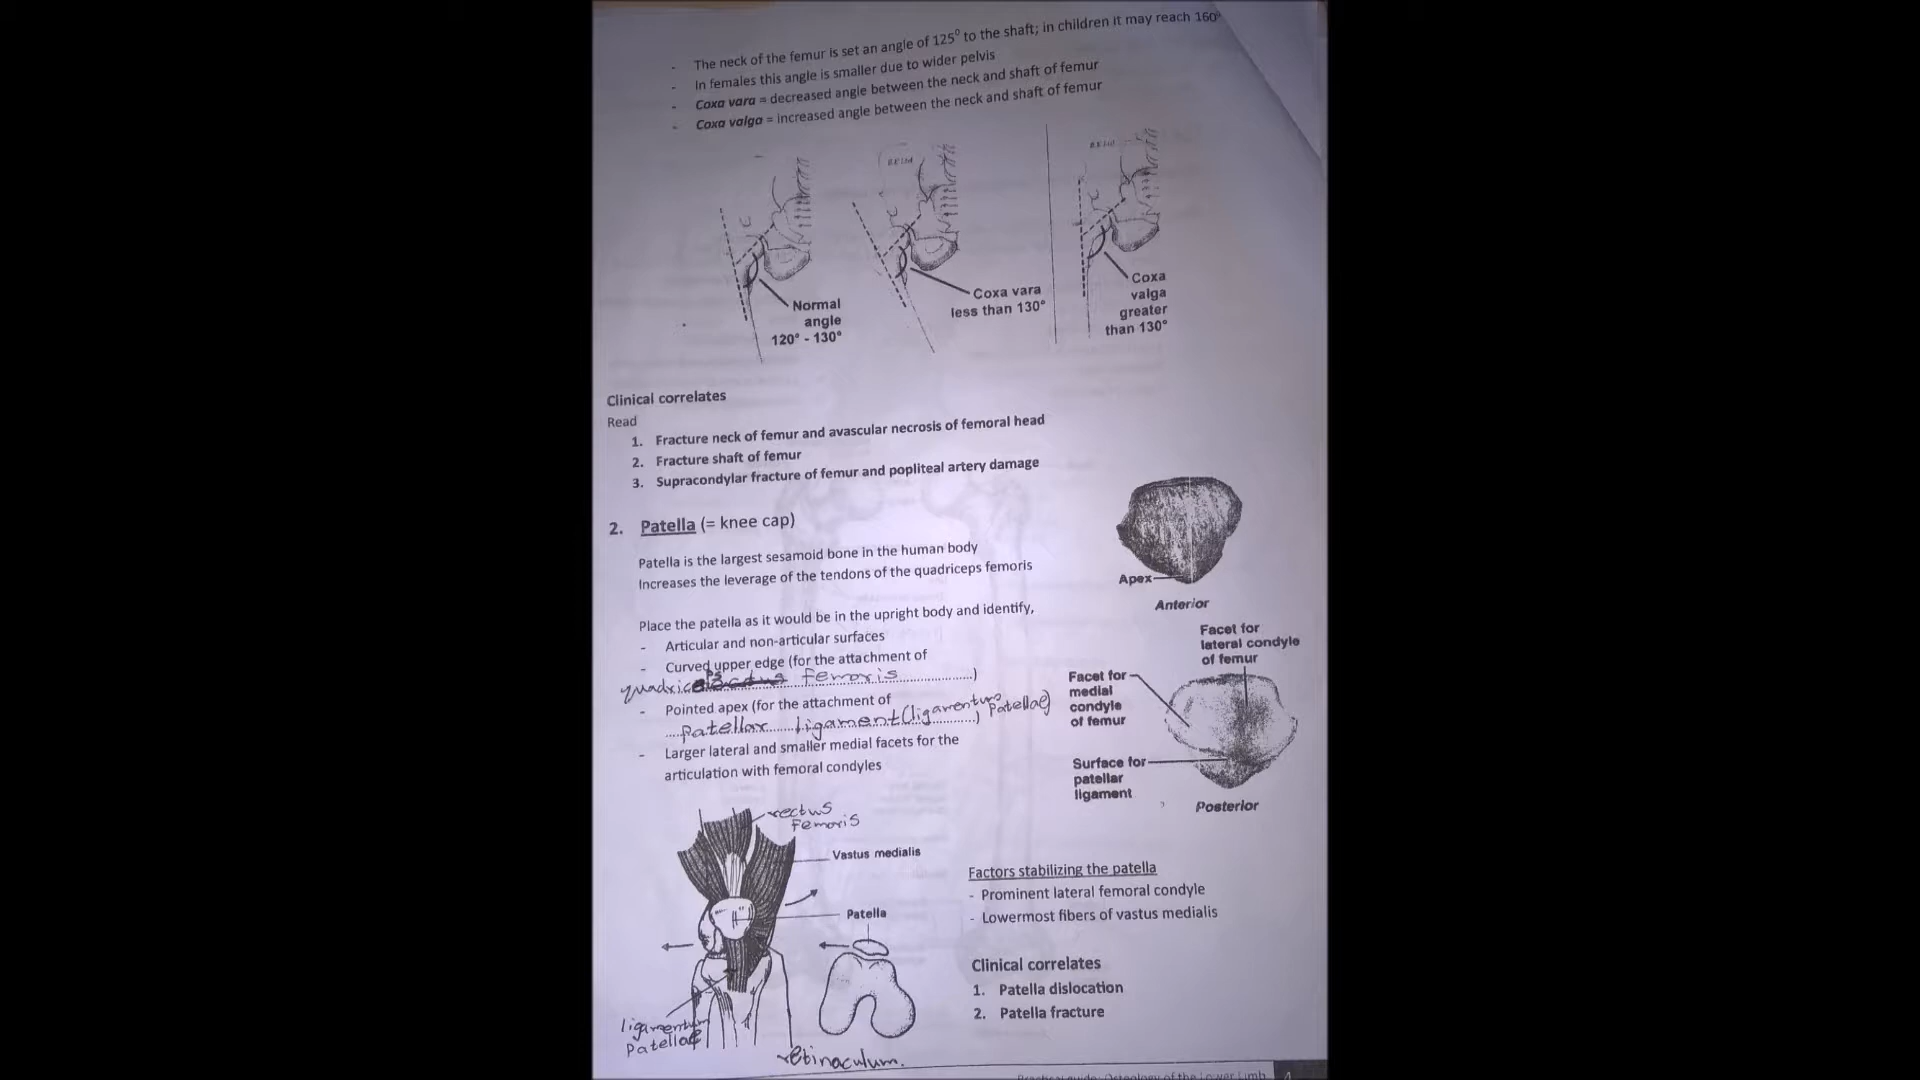 - The neck of the femur is set an angle of 125⁰ to the shaft; in children it may reach 160⁰
- In females this angle is smaller due to wider pelvis
- Coxa vara = decreased angle between the neck and shaft of femur
- Coxa valga = increased angle between the neck and shaft of femur
Normal
angle
120° - 130°
Coxa vara
less than 130°
Coxa
valga
greater
than 130°
Clinical correlates
Read
1. Fracture neck of femur and avascular necrosis of femoral head
2. Fracture shaft of femur
3. Supracondylar fracture of femur and popliteal artery damage
2. Patella (= knee cap)
Patella is the largest sesamoid bone in the human body
Increases the leverage of the tendons of the quadriceps femoris
Place the patella as it would be in the upright body and identify,
- Articular and non-articular surfaces
- Curved upper edge (for the attachment of
quadriceps femoris)
- Pointed apex (for the attachment of
patellar ligament (ligamentum patellae))
- Larger lateral and smaller medial facets for the
articulation with femoral condyles
Apex
Anterior
Facet for
lateral condyle
of femur
Facet for
medial
condyle
of femur
Surface for
patellar
ligament
Posterior
rectus
femoris
Vastus medialis
Patella
ligamentum
Patellae
retinaculum.
Factors stabilizing the patella
- Prominent lateral femoral condyle
- Lowermost fibers of vastus medialis
Clinical correlates
1. Patella dislocation
2. Patella fracture
Practical guide: Osteology of the Lower Limb 4